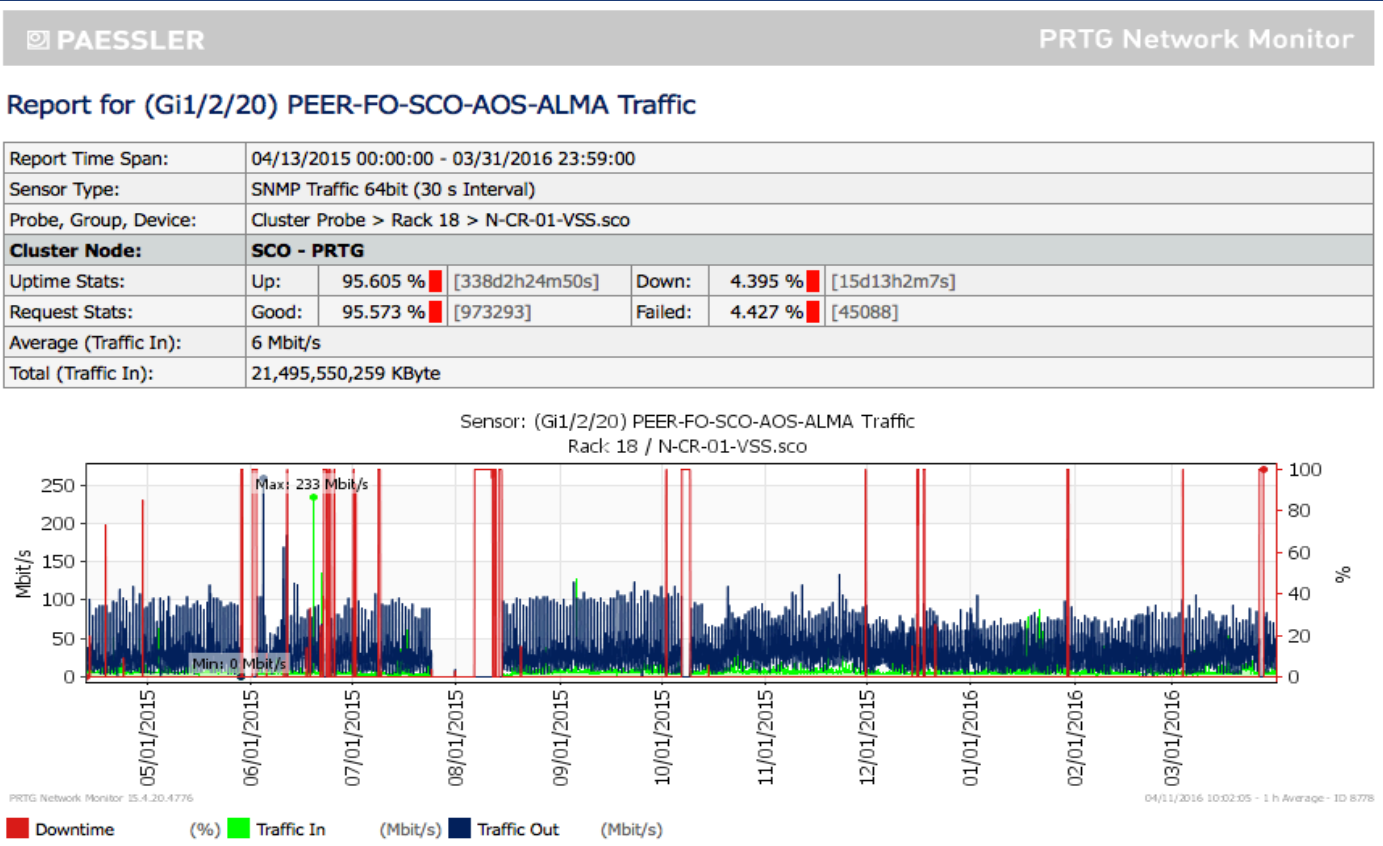 PAESSLER PRTG Network Monitor
Report for (Gi1/2/20) PEER-FO-SCO-AOS-ALMA Traffic
Report Time Span: 04/13/2015 00:00:00 - 03/31/2016 23:59:00
Sensor Type: SNMP Traffic 64bit (30 s Interval)
Probe, Group, Device: Cluster Probe > Rack 18 > N-CR-01-VSS.sco
Cluster Node: SCO - PRTG
Uptime Stats: Up: 95.605 % [338d2h24m50s] Down: 4.395 % [15d13h2m7s]
Request Stats: Good: 95.573 % [973293] Failed: 4.427 % [45088]
Average (Traffic In): 6 Mbit/s
Total (Traffic In): 21,495,550,259 KByte
Sensor: (Gi1/2/20) PEER-FO-SCO-AOS-ALMA Traffic
Rack 18 / N-CR-01-VSS.sco
Mbit/s
250
200
150
100
50
0
Max: 233 Mbit/s
Min: 0 Mbit/s
100
80
60
40
20
0
%
05/01/2015 06/01/2015 07/01/2015 08/01/2015 09/01/2015 10/01/2015 11/01/2015 12/01/2015 01/01/2016 02/01/2016 03/01/2016
PRTG Network Monitor 15.4.20.4776 04/11/2016 10:02:05 - 1 h Average - ID 8778
Downtime (%) Traffic In (Mbit/s) Traffic Out (Mbit/s)